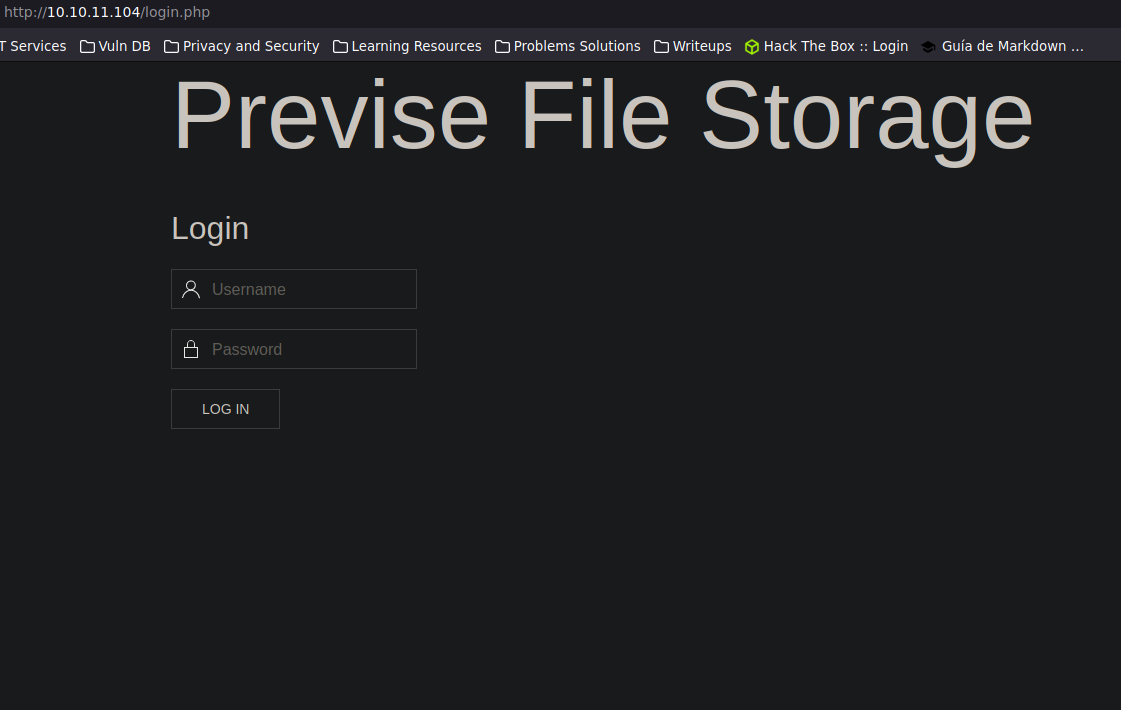 http://10.10.11.104/login.php
T Services Vuln DB Privacy and Security Learning Resources Problems Solutions Writeups Hack The Box :: Login Guía de Markdown ...
Previse File Storage
Login
Username
Password
LOG IN